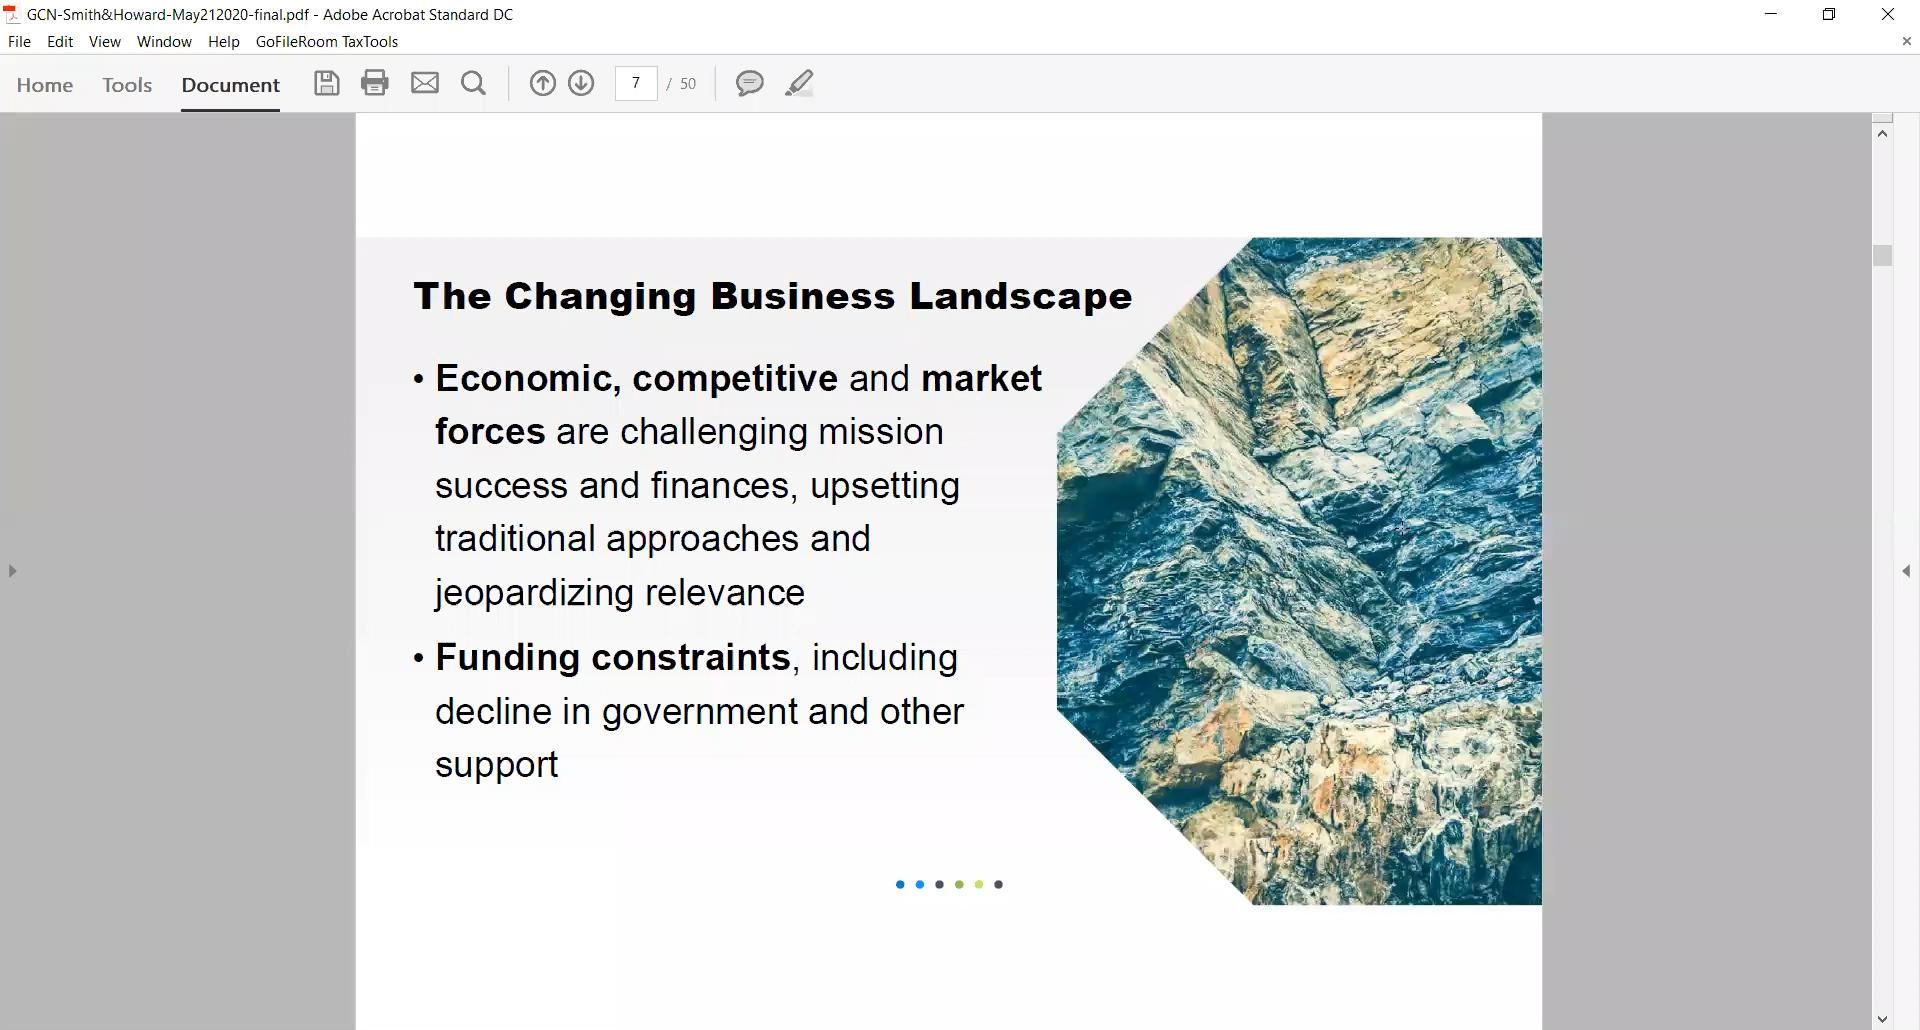 GCN-Smith&Howard-May212020-final.pdf - Adobe Acrobat Standard DC
File Edit View Window Help GoFileRoom TaxTools
Home Tools Document 7 / 50
The Changing Business Landscape
• Economic, competitive and market
forces are challenging mission
success and finances, upsetting
traditional approaches and
jeopardizing relevance
• Funding constraints, including
decline in government and other
support